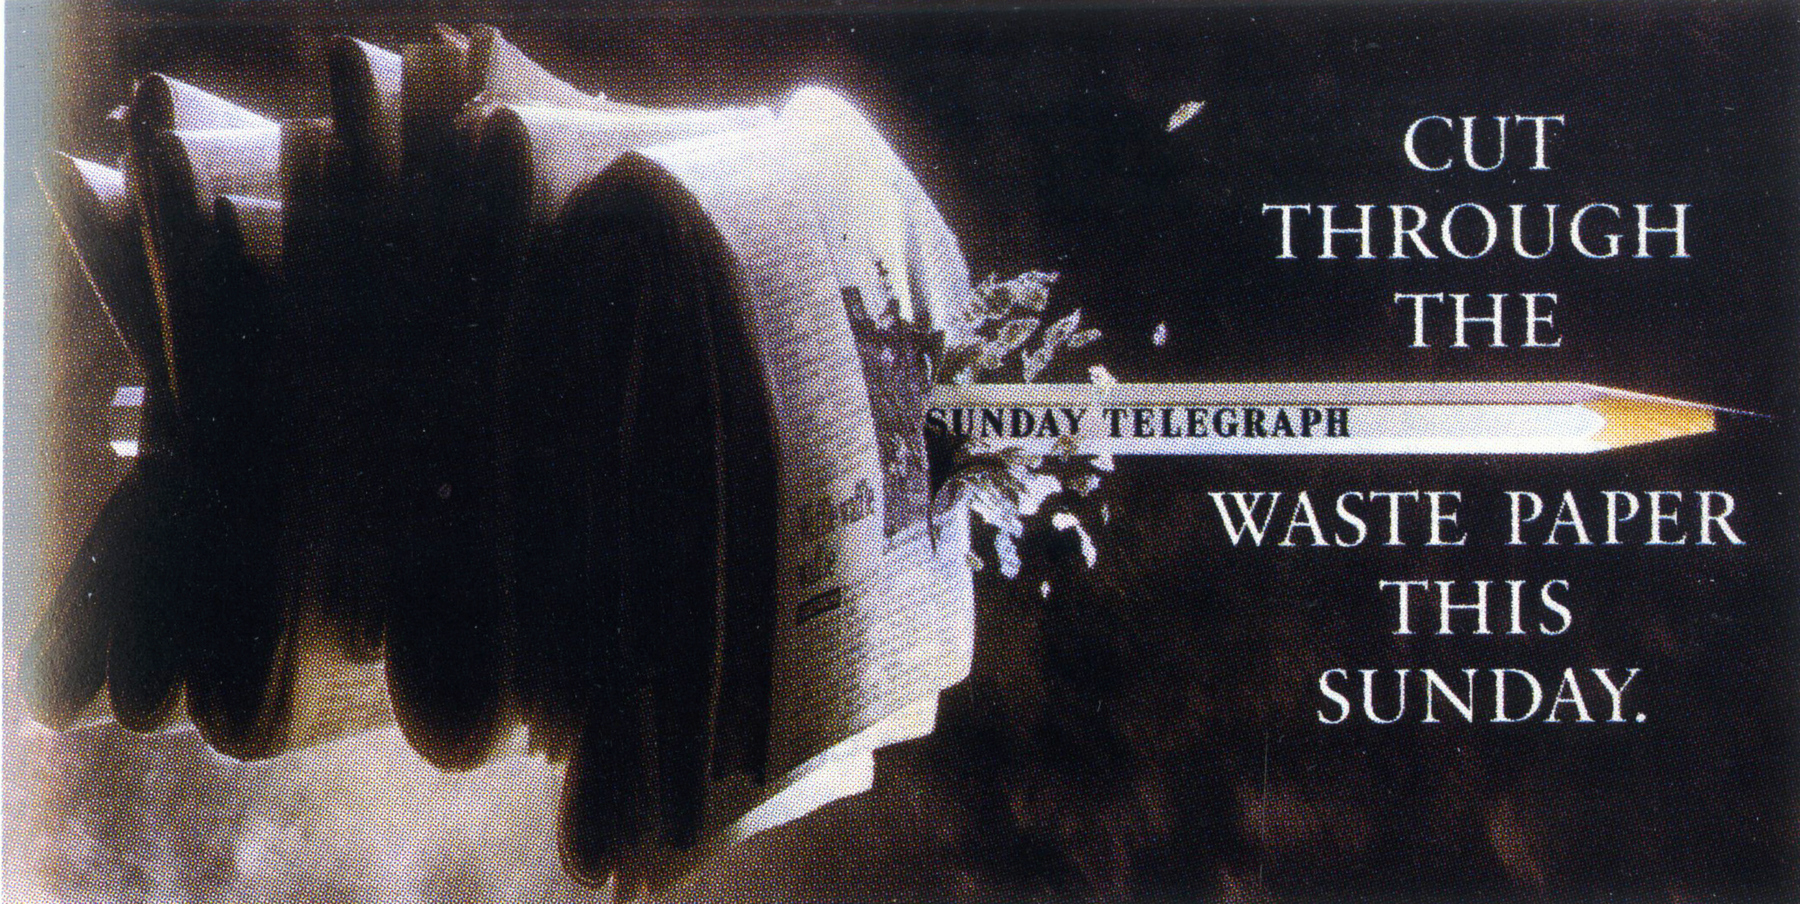 CUT
THROUGH
THE
SUNDAY TELEGRAPH
WASTE PAPER
THIS
SUNDAY.